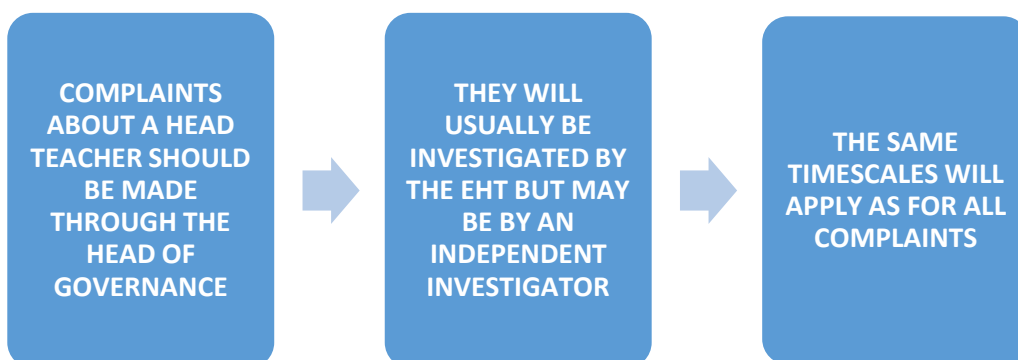 COMPLAINTS
ABOUT A HEAD
TEACHER SHOULD
BE MADE
THROUGH THE
HEAD OF
GOVERNANCE
THEY WILL
USUALLY BE
INVESTIGATED BY
THE EHT BUT MAY
BE BY AN
INDEPENDENT
INVESTIGATOR
THE SAME
TIMESCALES WILL
APPLY AS FOR ALL
COMPLAINTS